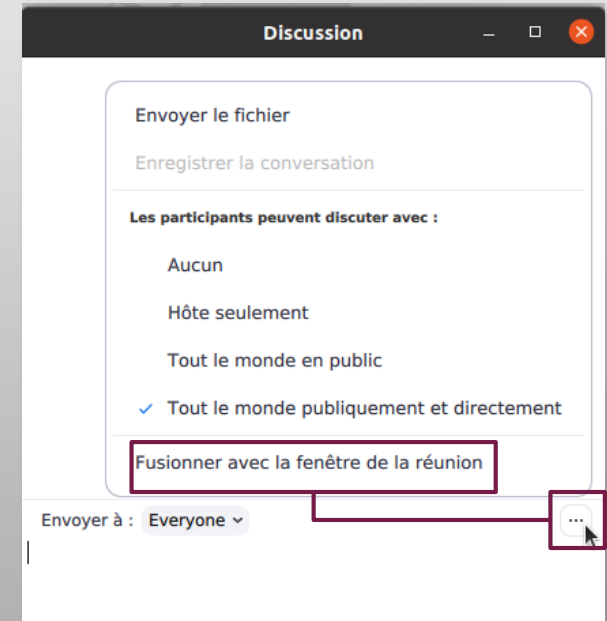 Discussion
Envoyer le fichier
Enregistrer la conversation
Les participants peuvent discuter avec :
Aucun
Hôte seulement
Tout le monde en public
Tout le monde publiquement et directement
Fusionner avec la fenêtre de la réunion
Envoyer à : Everyone
...